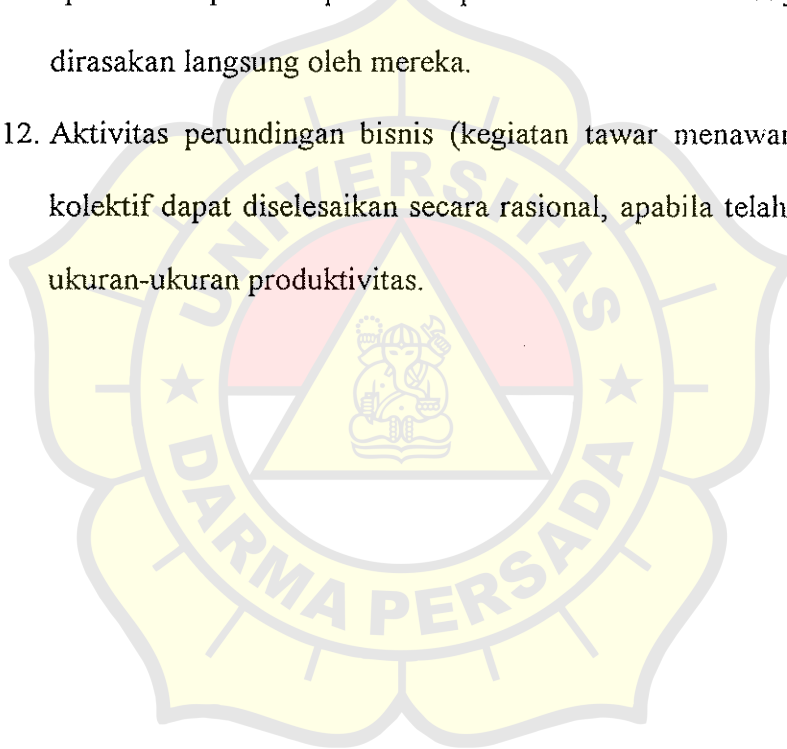 dirasakan langsung oleh mereka.
12. Aktivitas perundingan bisnis (kegiatan tawar menawar
kolektif dapat diselesaikan secara rasional, apabila telah
ukuran-ukuran produktivitas.
UNIVERSITAS
DARMA PERSADA